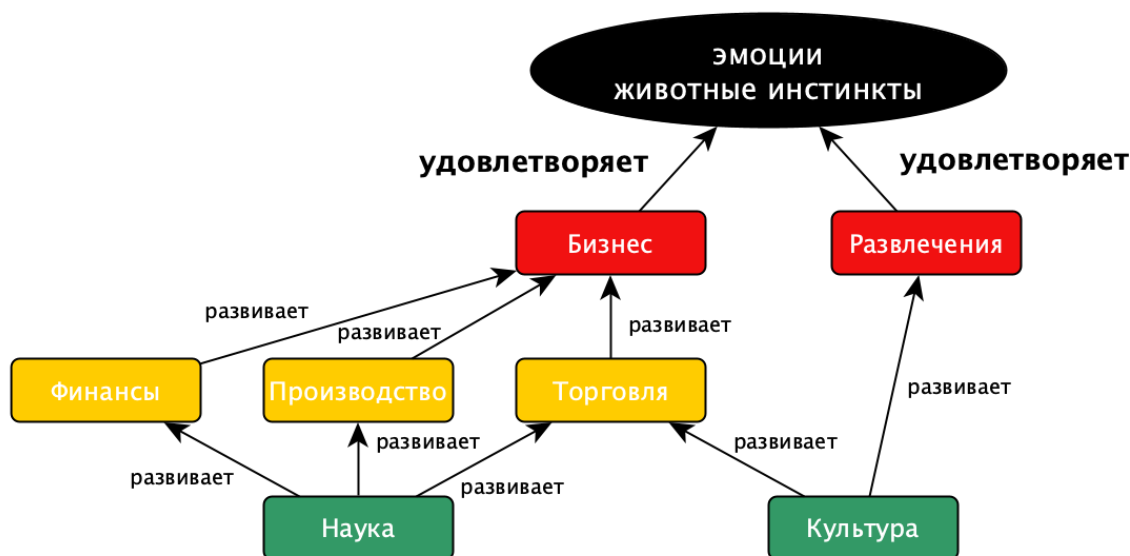 эмоции
животные инстинкты
удовлетворяет
удовлетворяет
Бизнес
Развлечения
развивает
развивает
развивает
Финансы
Производство
Торговля
развивает
развивает
развивает
развивает
развивает
Наука
Культура